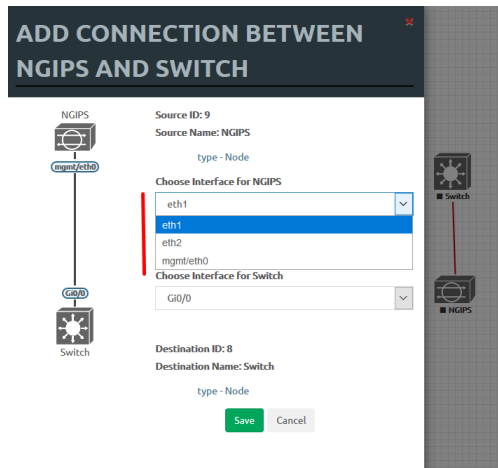 ADD CONNECTION BETWEEN
NGIPS AND SWITCH
×
NGIPS
mgmt/eth0
Gi0/0
Switch
Source ID: 9
Source Name: NGIPS
type - Node
Choose Interface for NGIPS
eth1
eth1
eth2
mgmt/eth0
Choose Interface for Switch
Gi0/0
Destination ID: 8
Destination Name: Switch
type - Node
Save Cancel
Switch
NGIPS